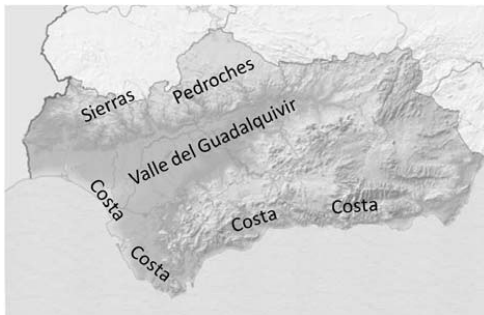 Pedroches
Sierras
Valle del Guadalquivir
Costa
Costa
Costa
Costa